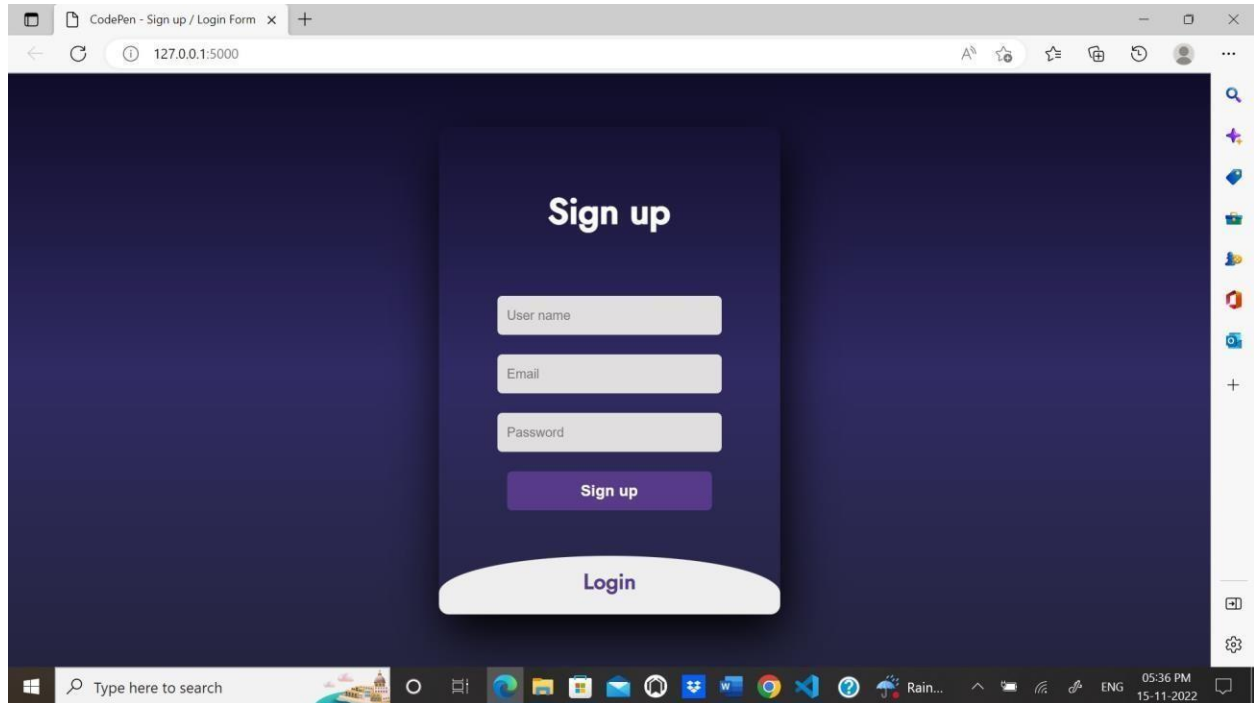 CodePen - Sign up / Login Form
127.0.0.1:5000
Sign up
User name
Email
Password
Sign up
Login
Type here to search
Rain...
ENG
05:36 PM
15-11-2022